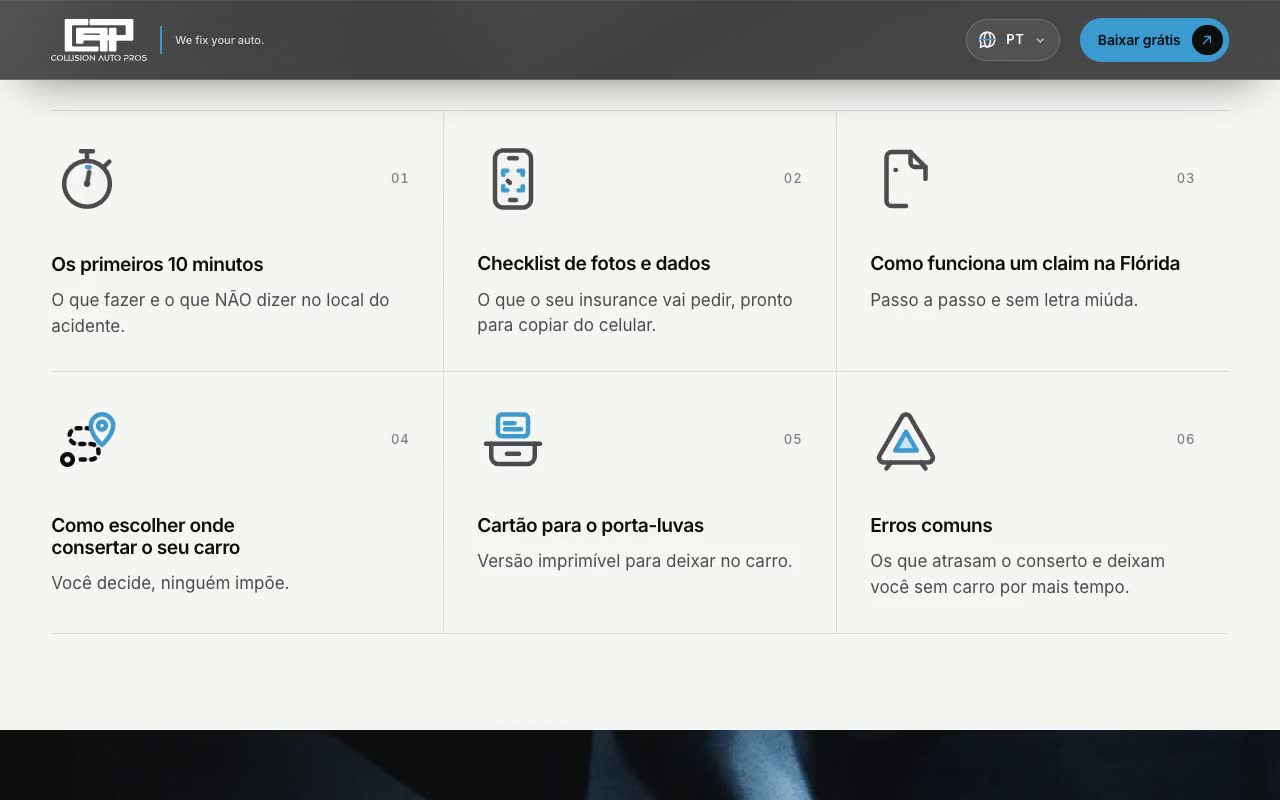 CAP
COLLISION AUTO PROS
We fix your auto.
PT
Baixar grátis
01
02
03
Os primeiros 10 minutos
Checklist de fotos e dados
Como funciona um claim na Flórida
O que fazer e o que NÃO dizer no local do
acidente.
O que o seu insurance vai pedir, pronto
para copiar do celular.
Passo a passo e sem letra miúda.
04
05
06
Como escolher onde
consertar o seu carro
Você decide, ninguém impõe.
Cartão para o porta-luvas
Versão imprimível para deixar no carro.
Erros comuns
Os que atrasam o conserto e deixam
você sem carro por mais tempo.